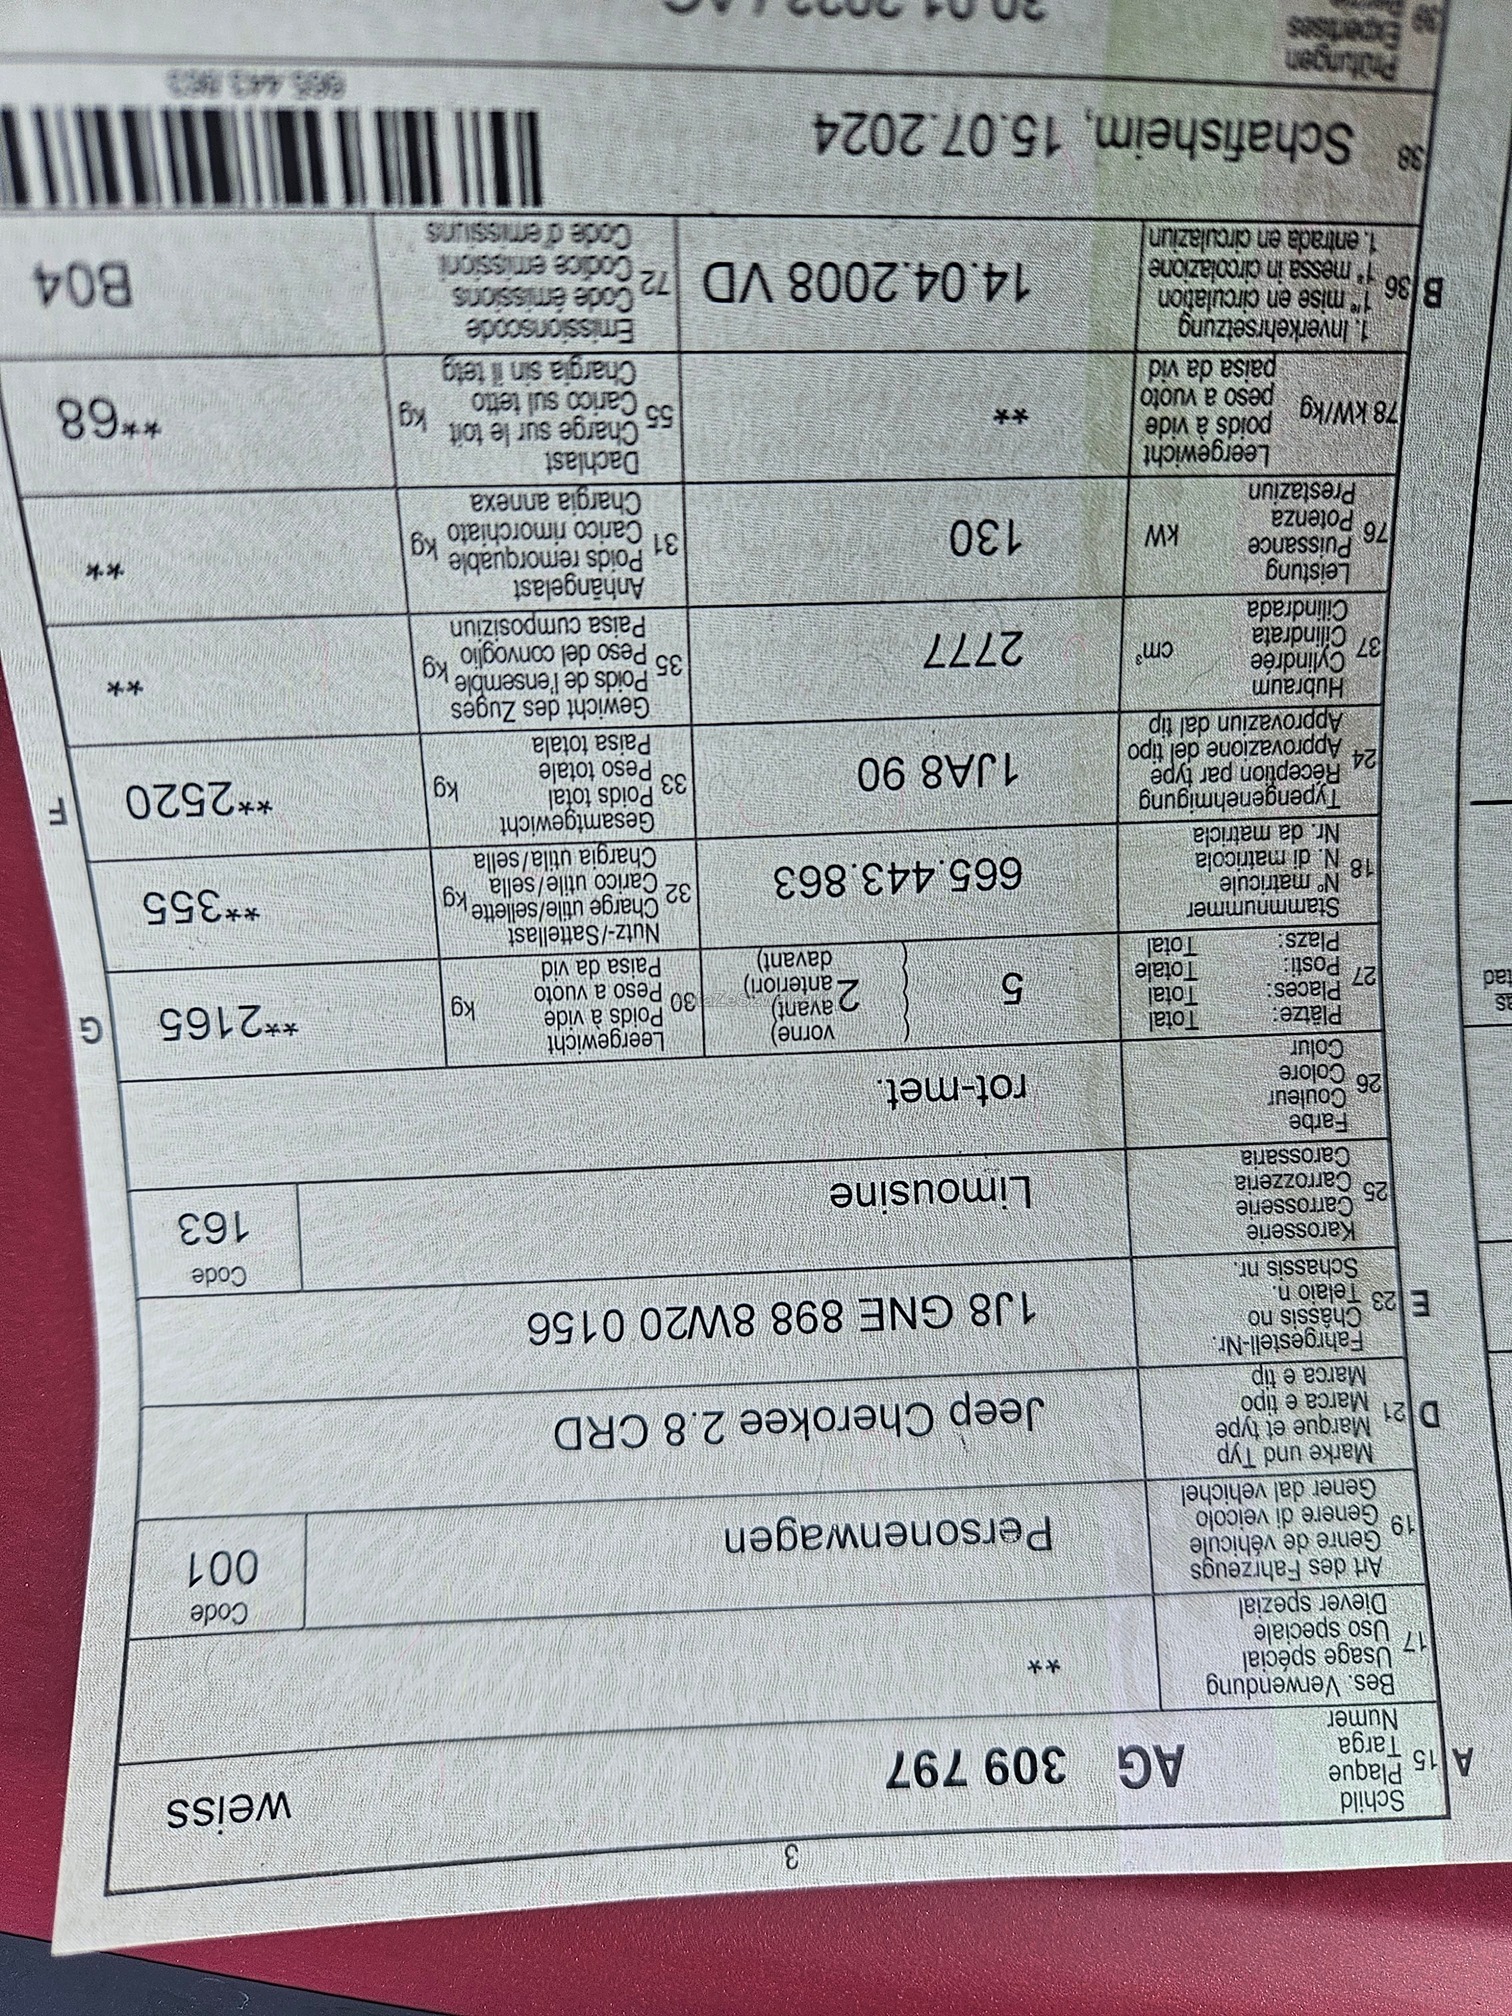 3
A 15 Schild
Plaque
Targa
Numer
AG 309 797
weiss
17 Bes. Verwendung
Usage spécial
Uso speciale
Diever spezial
**
19 Art des Fahrzeugs
Genre de véhicule
Genere di veicolo
Gener dal vehichel
Personenwagen
Code
001
D 21 Marke und Typ
Marque et type
Marca e tipo
Marca e tip
Jeep Cherokee 2.8 CRD
E 23 Fahrgestell-Nr.
Châssis no
Telaio n.
Schassis nr.
1J8 GNE 898 8W20 0156
25 Karosserie
Carrosserie
Carrozzeria
Carossaria
Limousine
Code
163
26 Farbe
Couleur
Colore
Colur
rot-met.
27 Plätze: Total
Places: Total
Posti: Totale
Plazs: Total
5
2
vorne)
avant)
anteriori)
davant)
30 Leergewicht
Poids à vide
Peso a vuoto
Paisa da vid
kg
**2165
G
18 Stammnummer
N° matricule
N. di matricola
Nr. da matricla
665.443.863
32 Nutz-/Sattellast
Charge utile/sellette
Carico utile/sella
Chargia utila/sella
kg
**355
24 Typengenehmigung
Réception par type
Approvazione del tipo
Approvaziun dal tip
1JA8 90
33 Gesamtgewicht
Poids total
Peso totale
Paisa totala
kg
**2520
F
37 Hubraum
Cylindrée
Cilindrata
Cilindrada
cm³
2777
35 Gewicht des Zuges
Poids de l'ensemble
Peso del convoglio
Paisa cumposiziun
kg
**
76 Leistung
Puissance
Potenza
Prestaziun
kW
130
31 Anhängelast
Poids remorquable
Carico rimorchiato
Chargia annexa
kg
**
78 kW/kg Leergewicht
poids à vide
peso a vuoto
paisa da vid
**
55 Dachlast
Charge sur le toit
Carico sul tetto
Chargia sin il tetg
kg
**68
B 36 1. Inverkehrsetzung
1re mise en circulation
1a messa in circolazione
1. entrada en circulaziun
14.04.2008 VD
72 Emissionscode
Code émissions
Codice emissioni
Code d'emissiuns
B04
38 Schafisheim, 15.07.2024
665.443.863
39 Prüfungen
Expertises